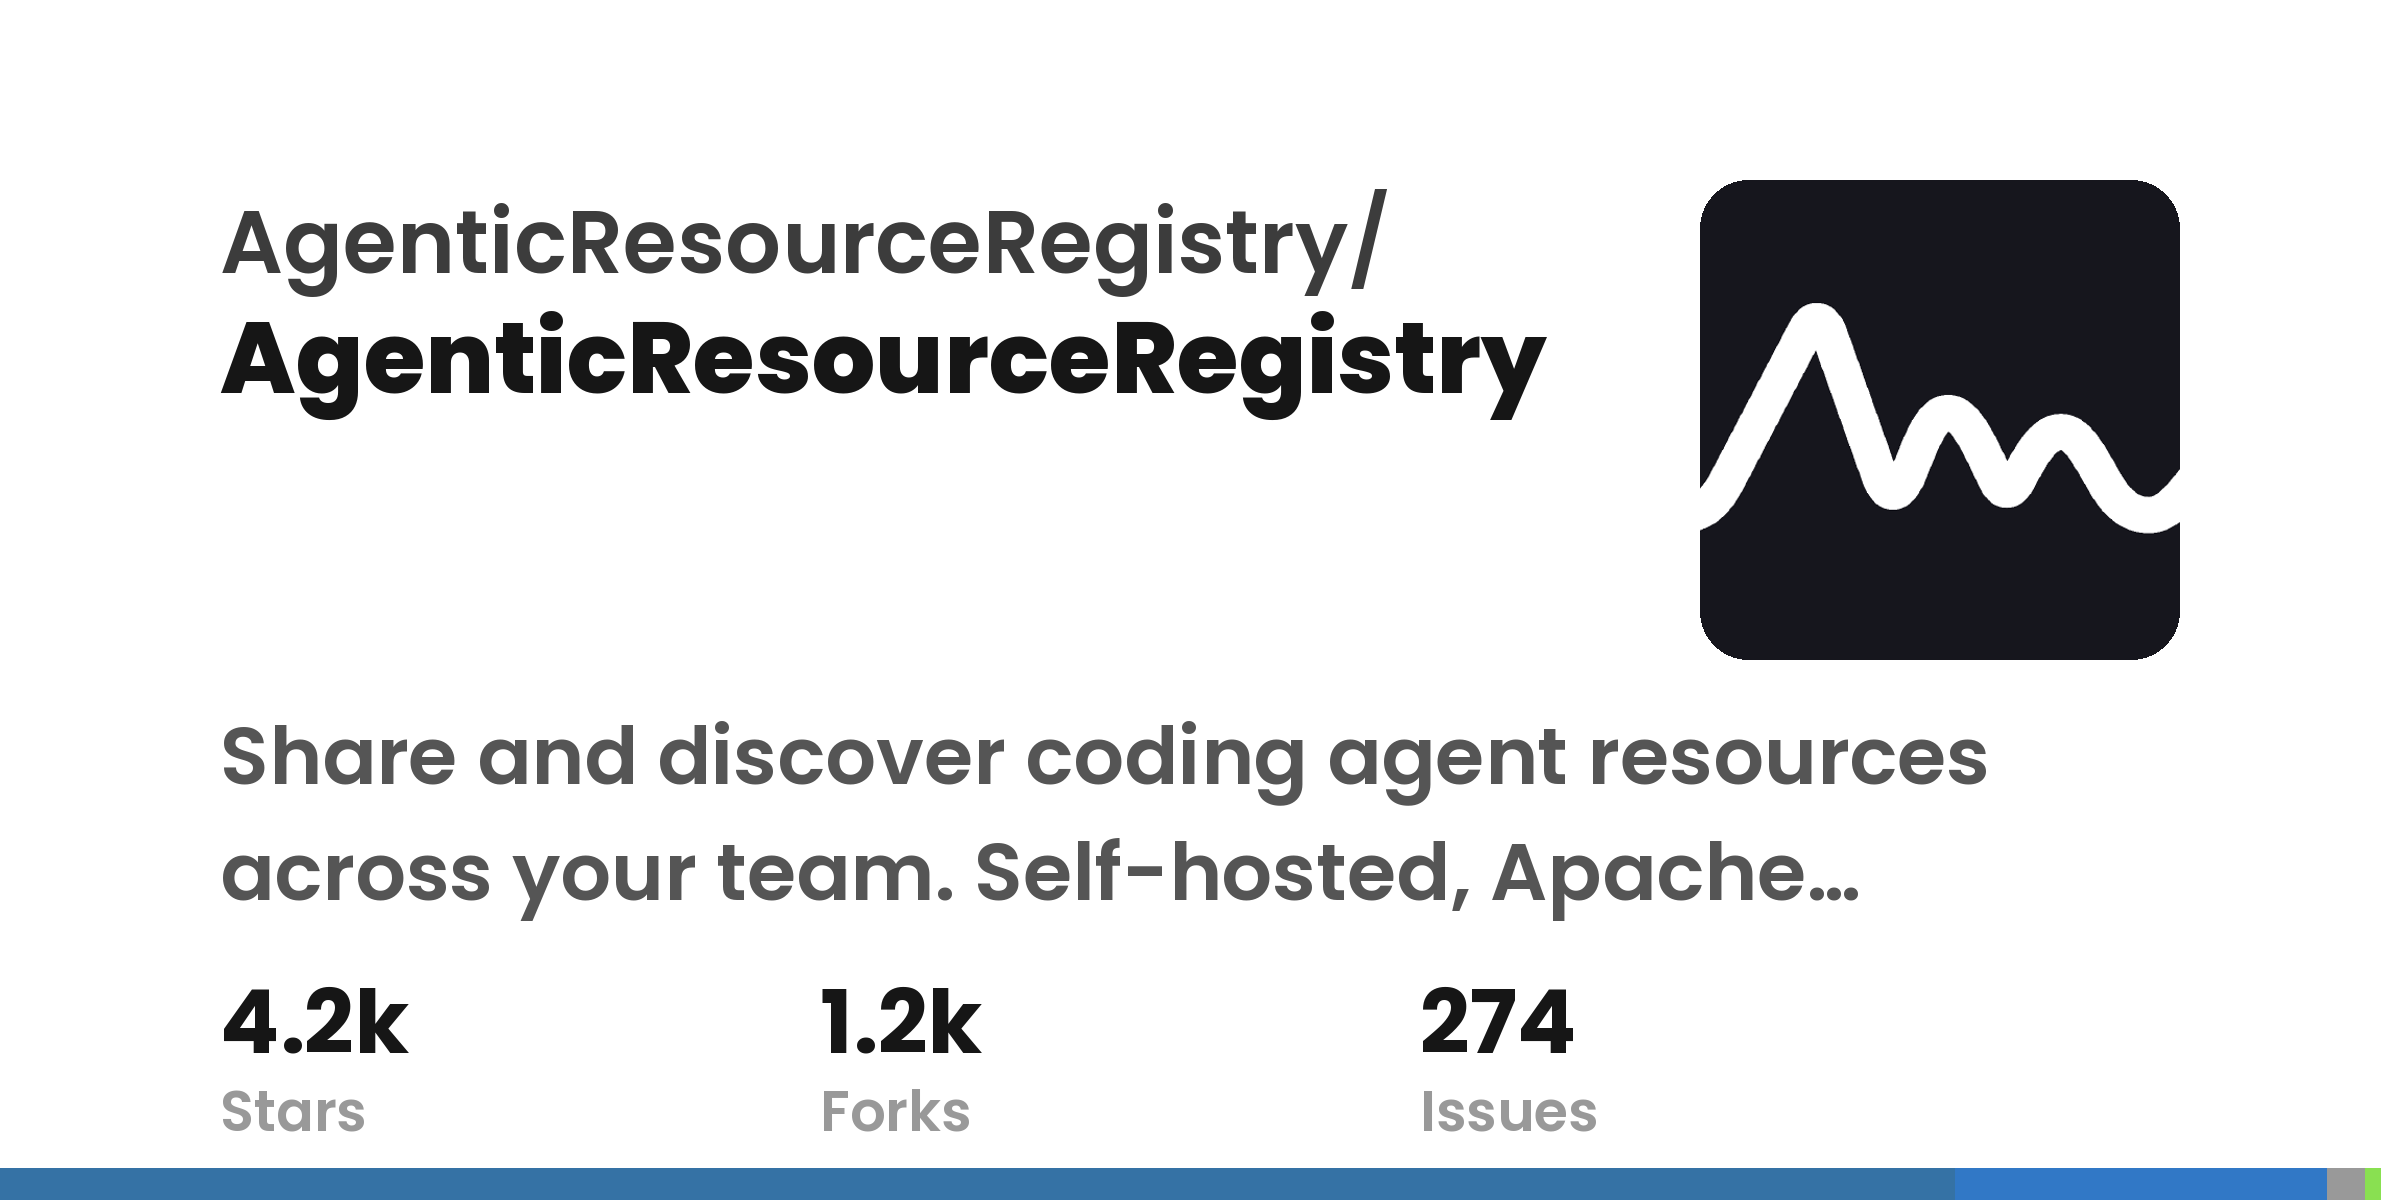 AgenticResourceRegistry/
AgenticResourceRegistry
Share and discover coding agent resources
across your team. Self-hosted, Apache…
4.2k
1.2k
274
Stars
Forks
Issues